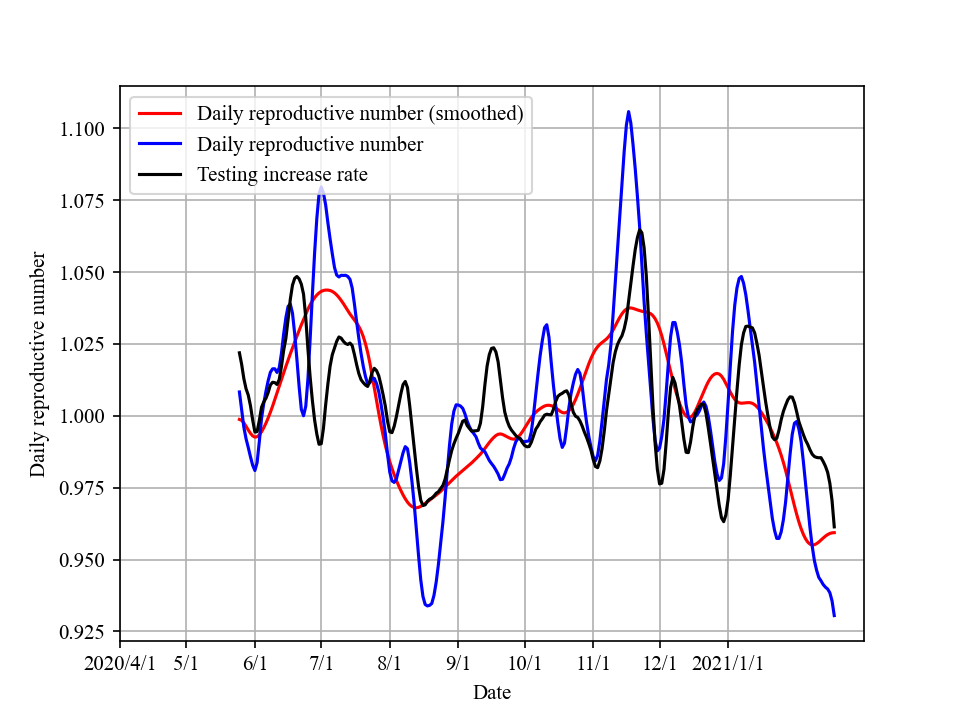 Daily reproductive number (smoothed)
Daily reproductive number
Testing increase rate
1.100
1.075
1.050
1.025
1.000
0.975
0.950
0.925
Daily reproductive number
2020/4/1 5/1 6/1 7/1 8/1 9/1 10/1 11/1 12/1 2021/1/1
Date